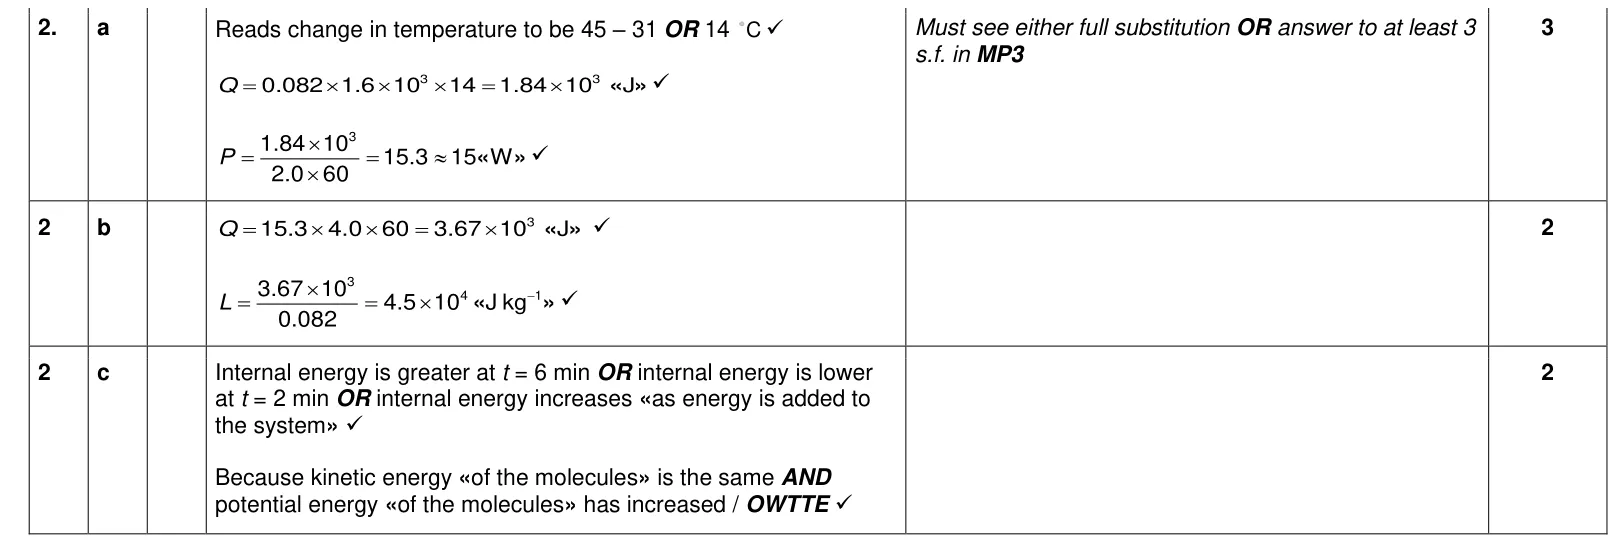 2. a Reads change in temperature to be 45 – 31 OR 14 °C ✓ Must see either full substitution OR answer to at least 3 3
s.f. in MP3
Q = 0.082 × 1.6 × 10³ × 14 = 1.84 × 10³ «J» ✓
P = \frac{1.84 × 10³}{2.0 × 60} = 15.3 ≈ 15«W» ✓
2 b Q = 15.3 × 4.0 × 60 = 3.67 × 10³ «J» ✓ 2
L = \frac{3.67 × 10³}{0.082} = 4.5 × 10⁴ «J kg⁻¹» ✓
2 c Internal energy is greater at t = 6 min OR internal energy is lower 2
at t = 2 min OR internal energy increases «as energy is added to
the system» ✓
Because kinetic energy «of the molecules» is the same AND
potential energy «of the molecules» has increased / OWTTE ✓